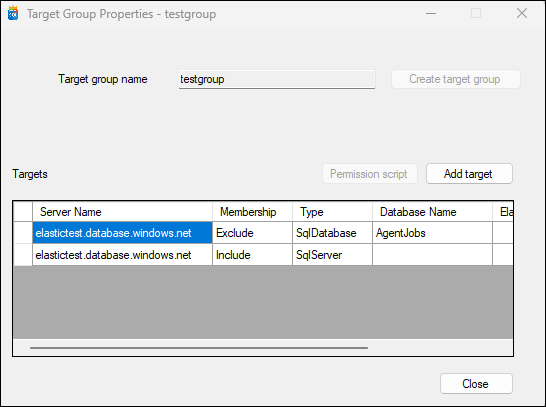 Target Group Properties - testgroup
Target group name testgroup Create target group
Targets Permission script Add target
Server Name Membership Type Database Name Ela
elastictest.database.windows.net Exclude SqlDatabase AgentJobs
elastictest.database.windows.net Include SqlServer
Close